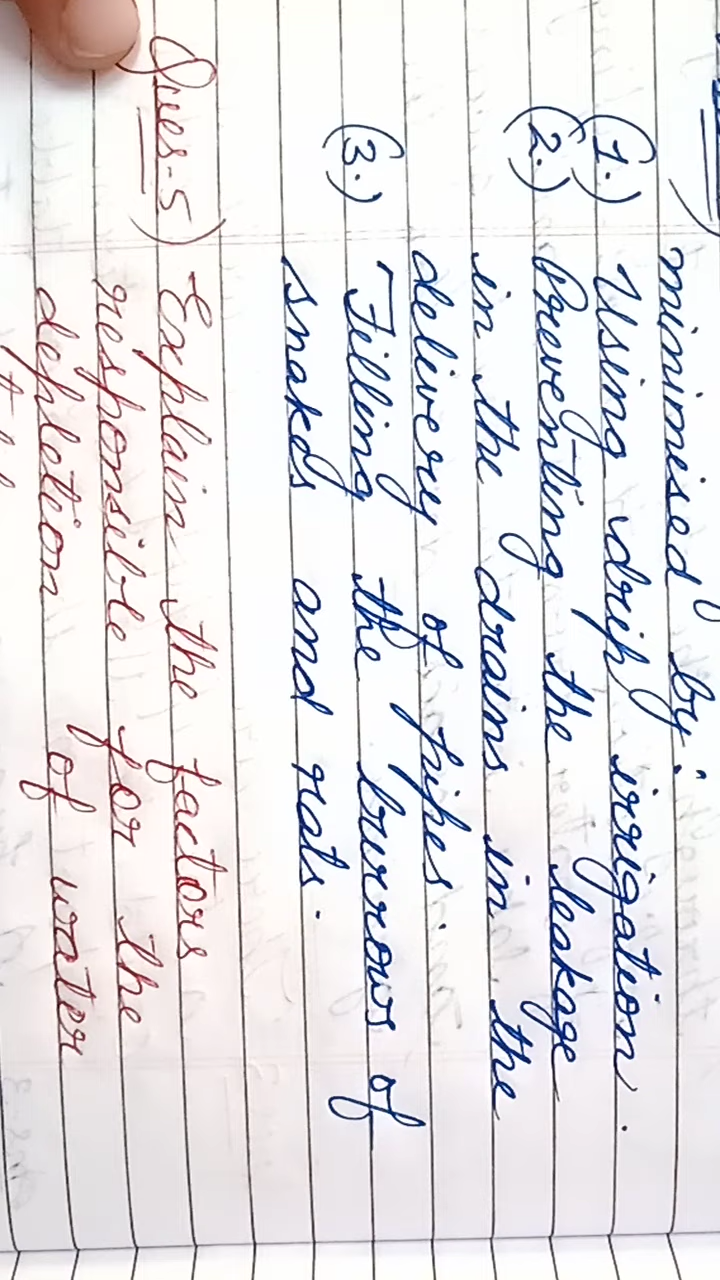 minimised by:
(1.) Using drip irrigation.
(2.) Preventing the leakage
in the drains in the
delivery of pipes.
(3.) Filling the burrows of
snakes and rats.
Ques-5) Explain the factors
responsible for the
depletion of water